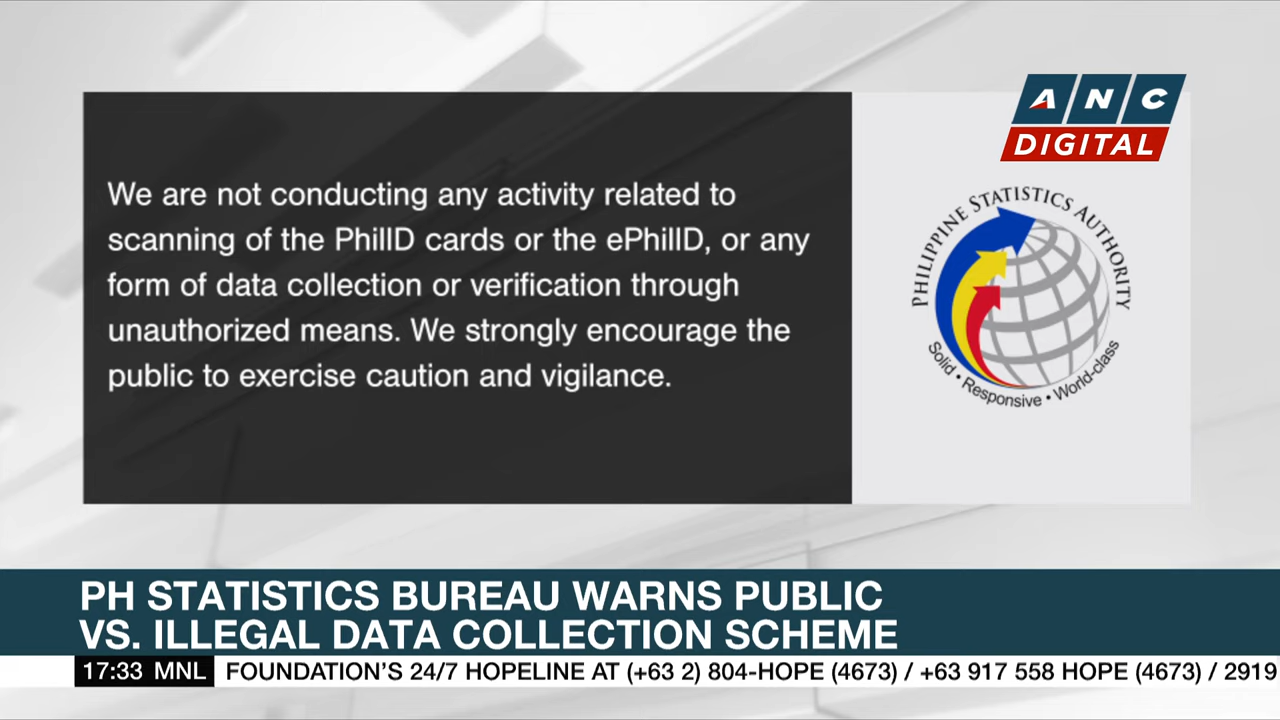 ANC
DIGITAL
We are not conducting any activity related to
scanning of the PhilID cards or the ePhilID, or any
form of data collection or verification through
unauthorized means. We strongly encourage the
public to exercise caution and vigilance.
PHILIPPINE STATISTICS AUTHORITY
Solid • Responsive • World-class
PH STATISTICS BUREAU WARNS PUBLIC
VS. ILLEGAL DATA COLLECTION SCHEME
17:33 MNL FOUNDATION'S 24/7 HOPELINE AT (+63 2) 804-HOPE (4673) / +63 917 558 HOPE (4673) / 2919